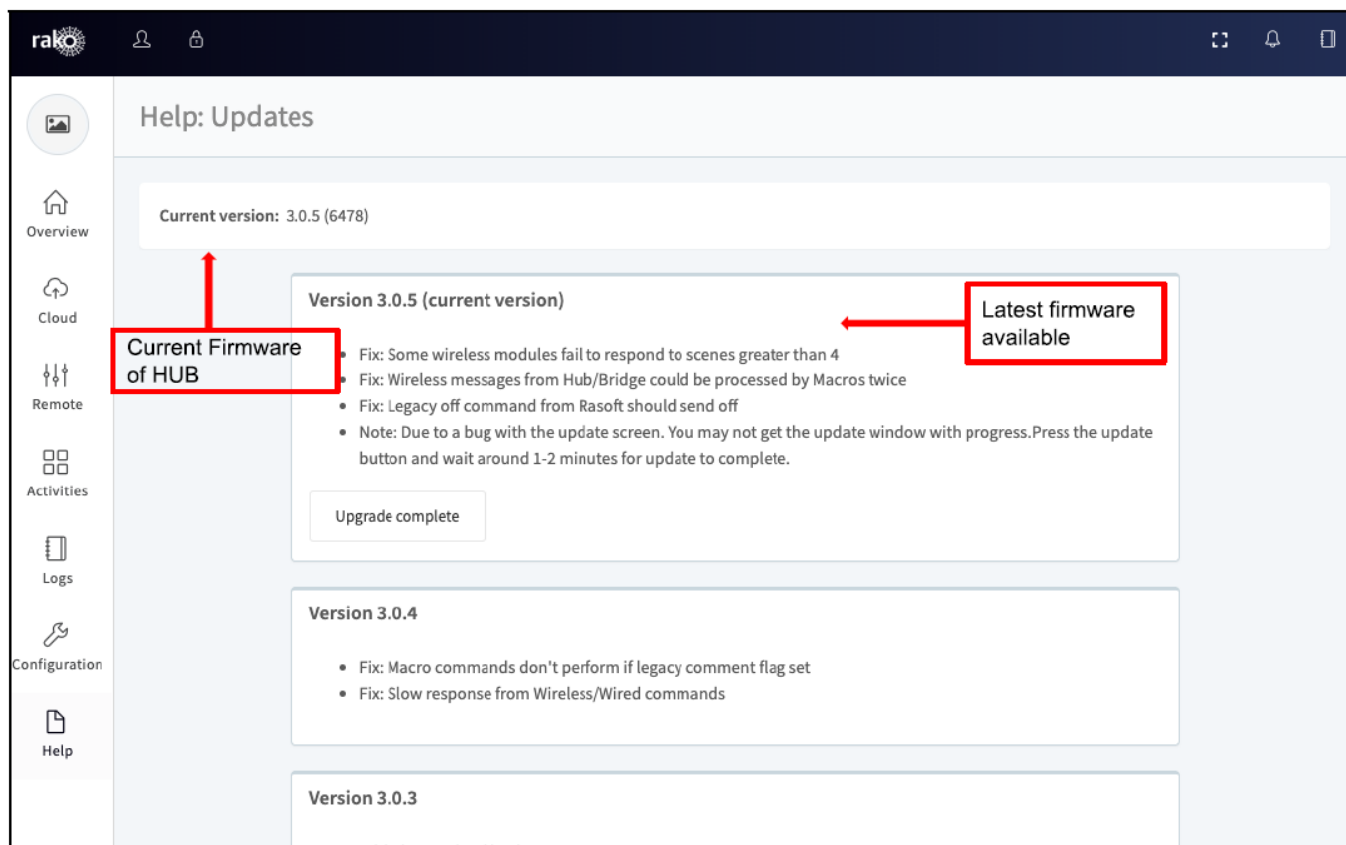 rako
Help: Updates
Overview
Cloud
Remote
Activities
Logs
Configuration
Help
Current version: 3.0.5 (6478)
Current Firmware
of HUB
Latest firmware
available
Version 3.0.5 (current version)
Fix: Some wireless modules fail to respond to scenes greater than 4
Fix: Wireless messages from Hub/Bridge could be processed by Macros twice
Fix: Legacy off command from Rasoft should send off
Note: Due to a bug with the update screen. You may not get the update window with progress.Press the update
button and wait around 1-2 minutes for update to complete.
Upgrade complete
Version 3.0.4
Fix: Macro commands don't perform if legacy comment flag set
Fix: Slow response from Wireless/Wired commands
Version 3.0.3